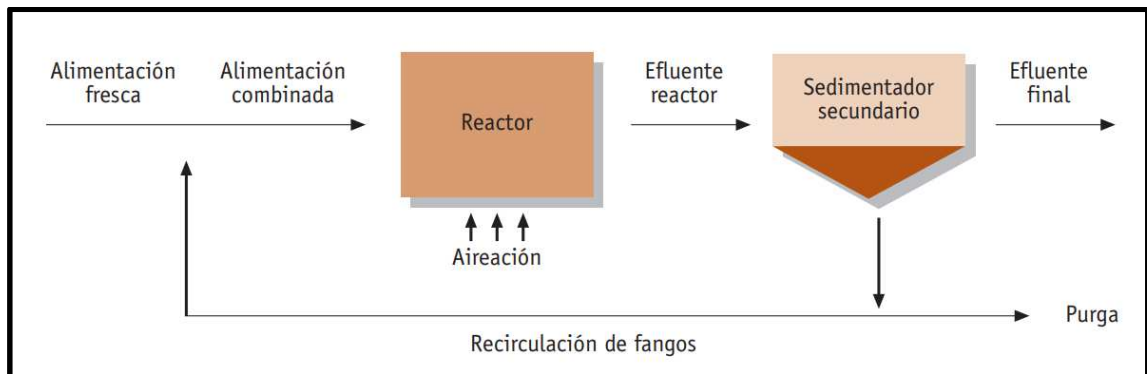 Alimentación
fresca
Alimentación
combinada
Reactor
Efluente
reactor
Sedimentador
secundario
Efluente
final
Aireación
Purga
Recirculación de fangos